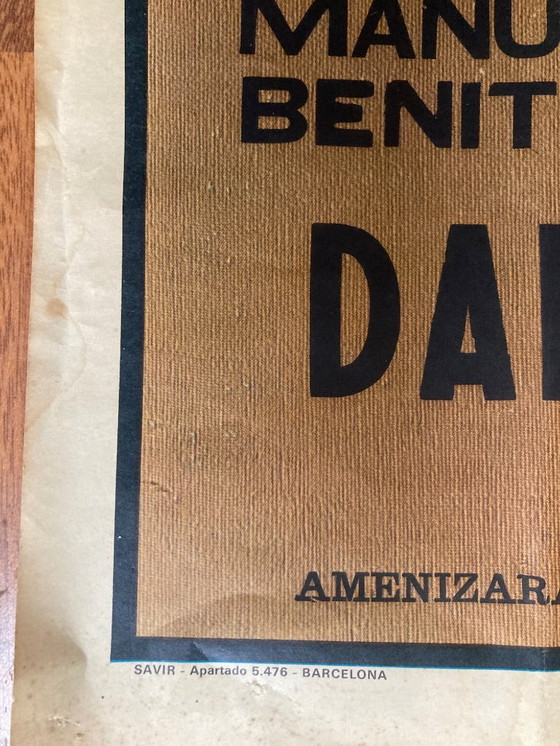 MANU
BENIT
DA
AMENIZARA
SAVIR - Apartado 5.476 - BARCELONA